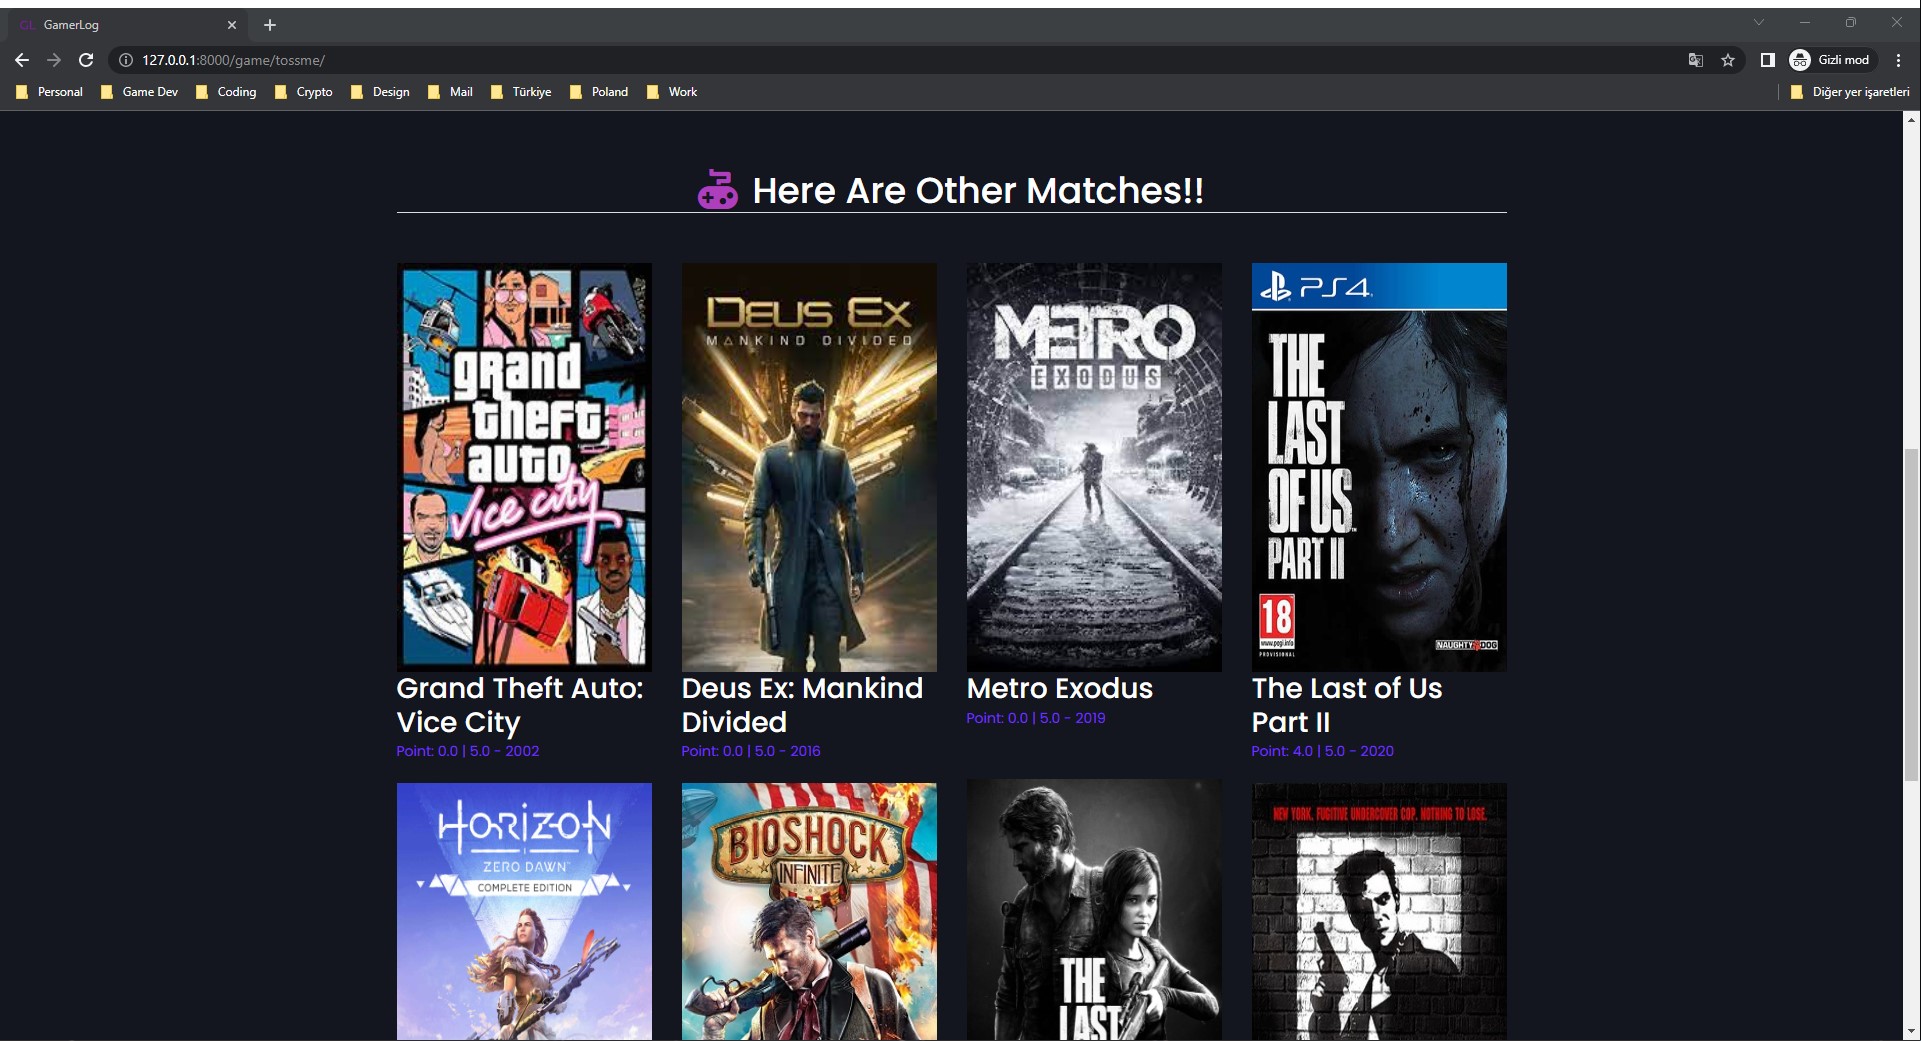 GL GamerLog
127.0.0.1:8000/game/tossme/
Gizli mod
Personal Game Dev Coding Crypto Design Mail Türkiye Poland Work
Diğer yer işaretleri
Here Are Other Matches!!
grand
theft
auto
Vice City
DEUS EX
MANKIND DIVIDED
METRO
EXODUS
PS4
THE
LAST
OF US
PART II
18
www.pegi.info
PROVISIONAL
NAUGHTY DOG
Grand Theft Auto:
Vice City
Point: 0.0 | 5.0 - 2002
Deus Ex: Mankind
Divided
Point: 0.0 | 5.0 - 2016
Metro Exodus
Point: 0.0 | 5.0 - 2019
The Last of Us
Part II
Point: 4.0 | 5.0 - 2020
HORIZON
ZERO DAWN
COMPLETE EDITION
BIOSHOCK
INFINITE
THE
LAST
NEW YORK. FUGITIVE UNDERCOVER COP. NOTHING TO LOSE.